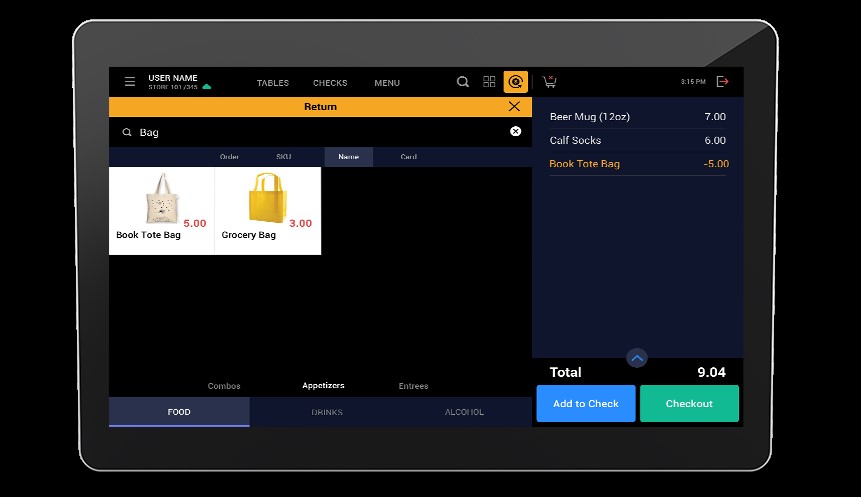 USER NAME
STORE 101 /345
TABLES CHECKS MENU
3:15 PM
Return
Bag
Order SKU Name Card
5.00
Book Tote Bag
3.00
Grocery Bag
Combos Appetizers Entrees
FOOD DRINKS ALCOHOL
Beer Mug (12oz) 7.00
Calf Socks 6.00
Book Tote Bag -5.00
Total 9.04
Add to Check Checkout